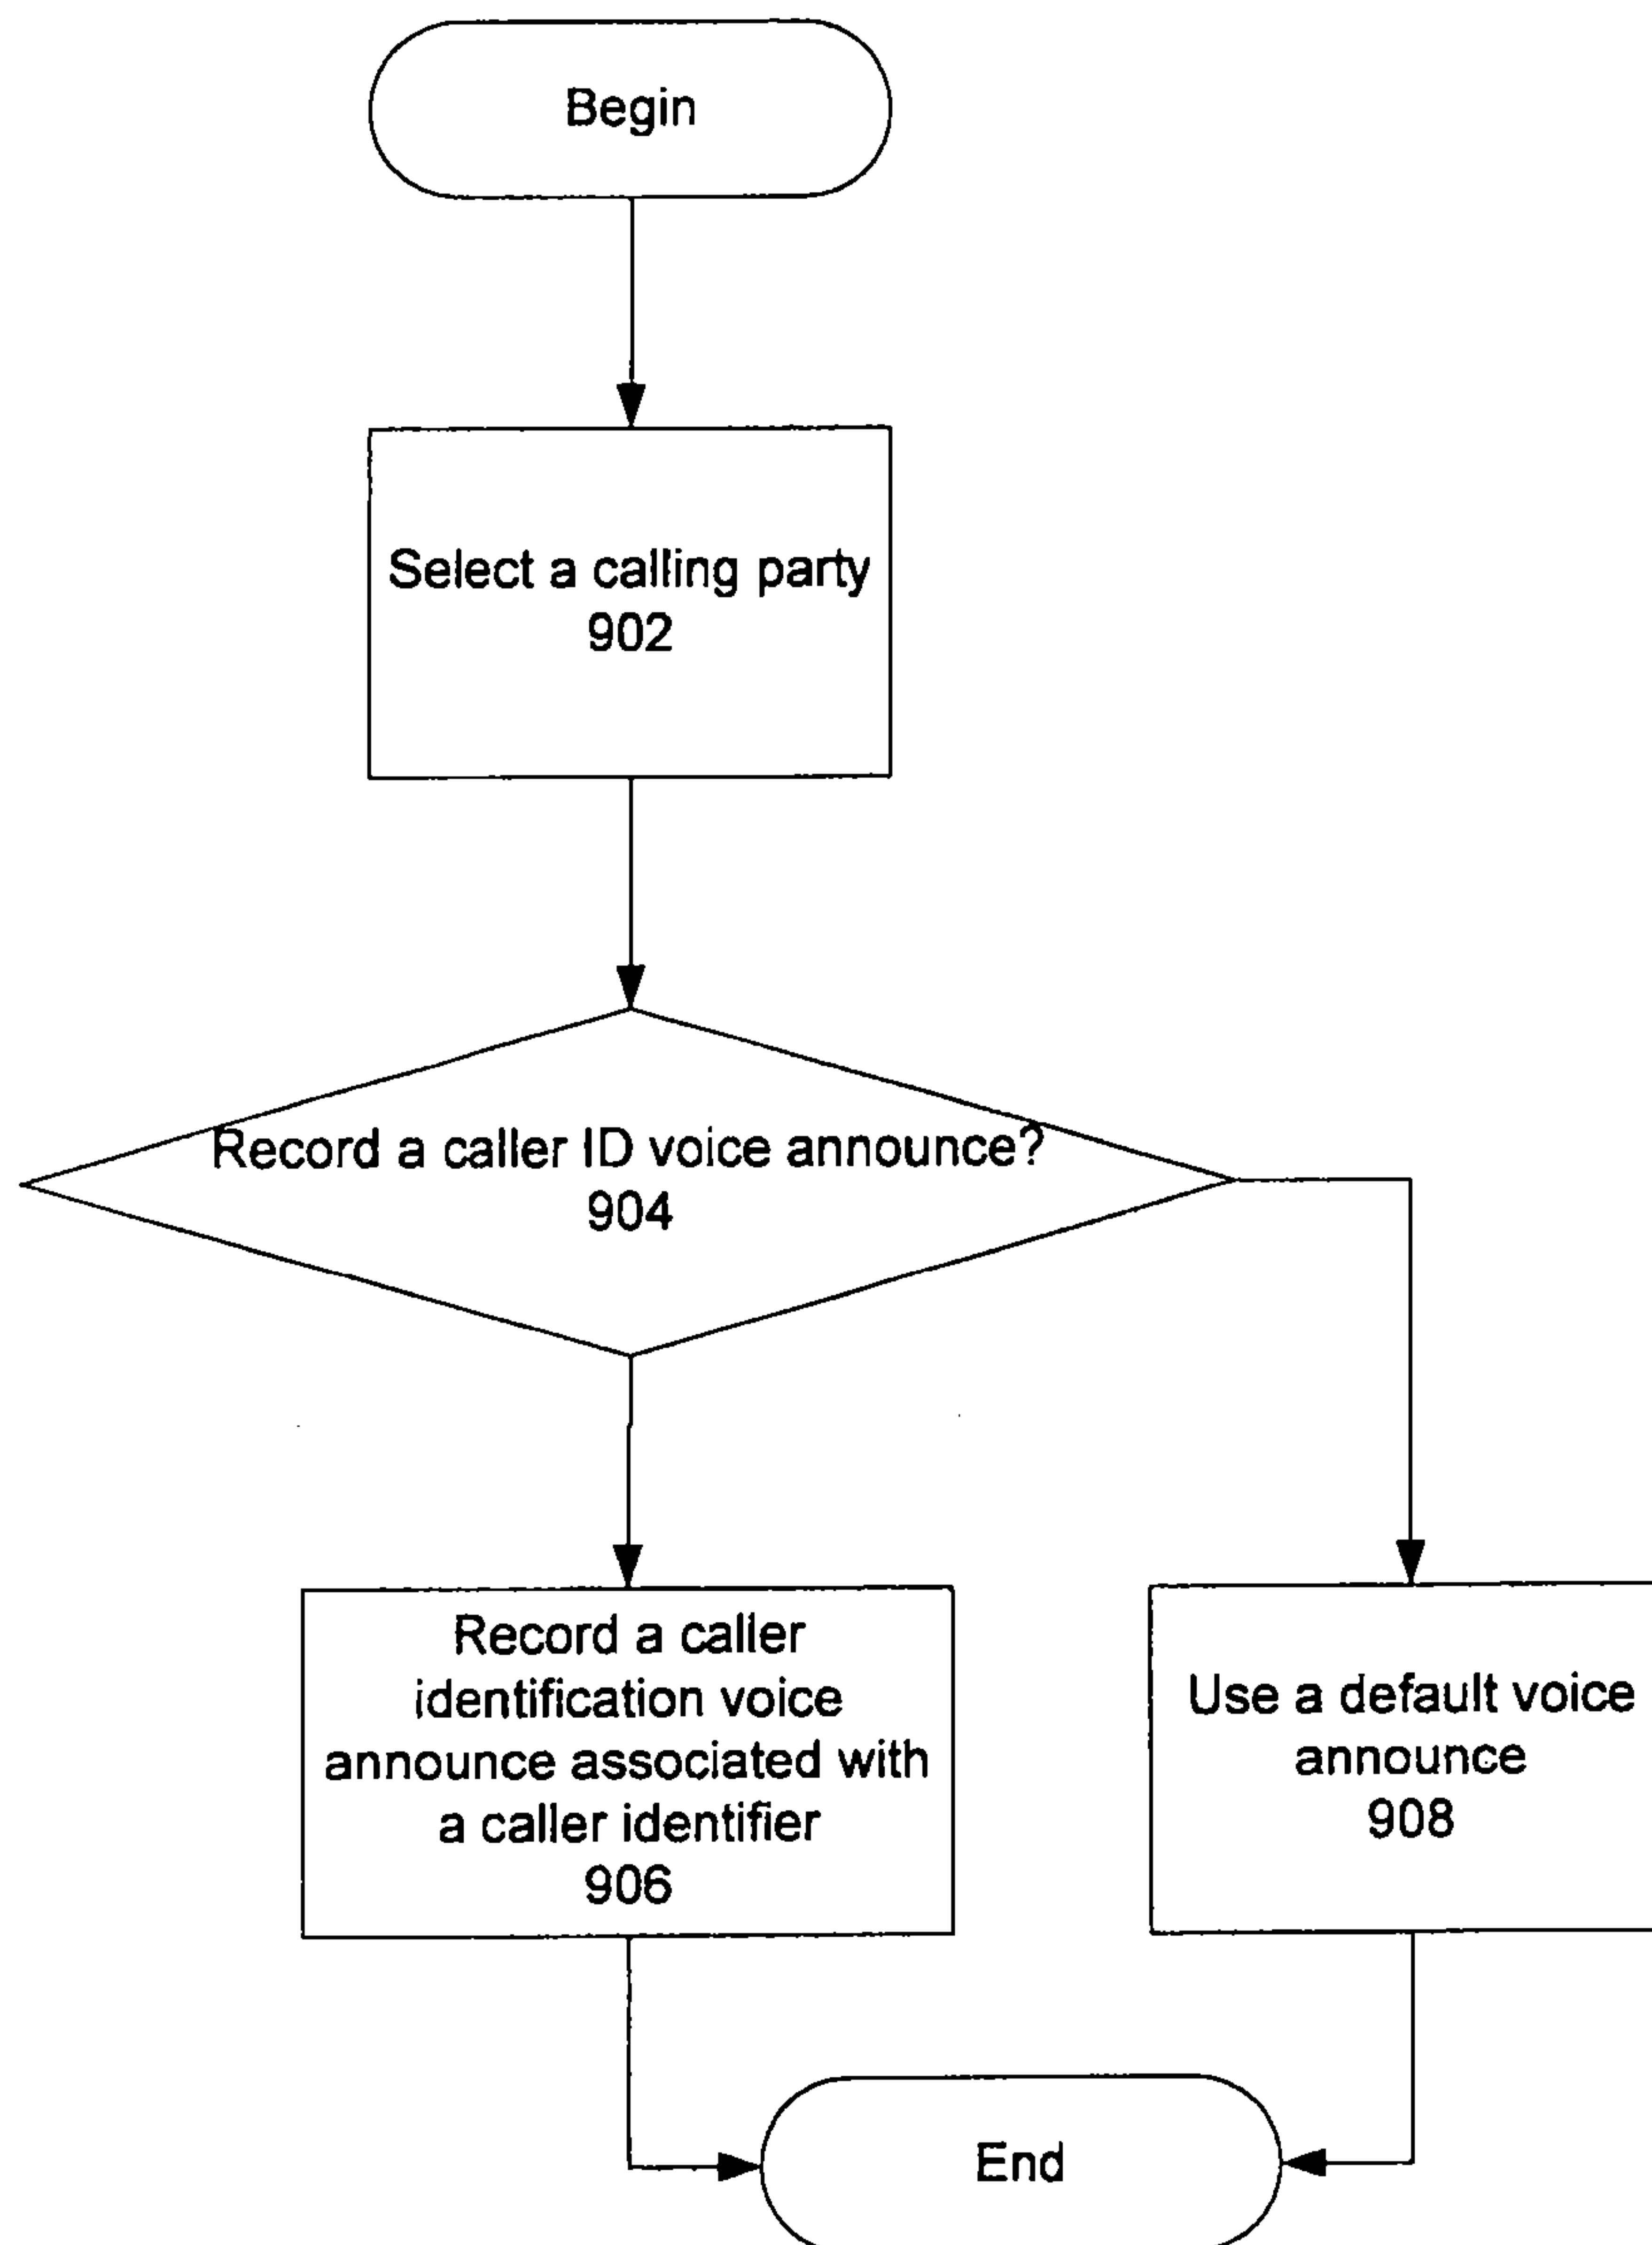 Begin
Select a calling party
902
Record a caller ID voice announce?
904
Record a caller
identification voice
announce associated with
a caller identifier
906
Use a default voice
announce
908
End